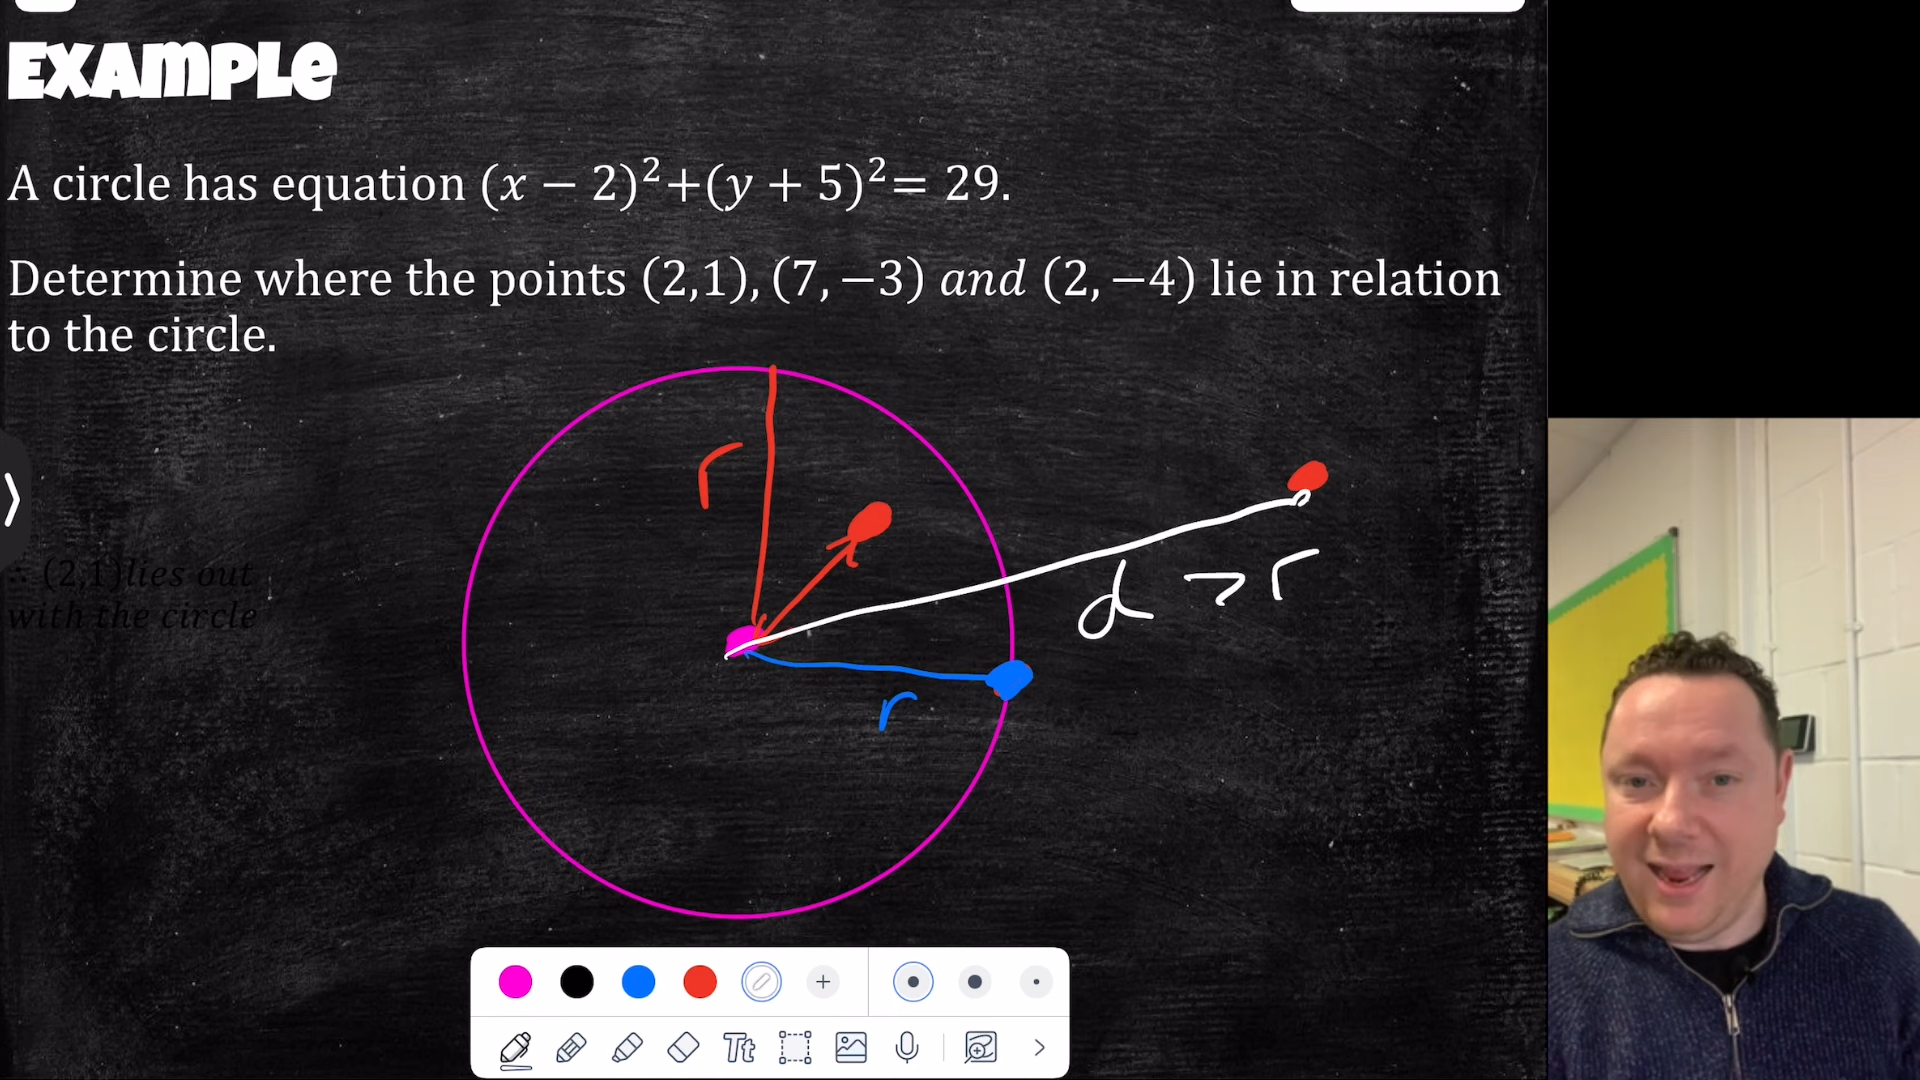 Example
A circle has equation (x − 2)²+(y + 5)²= 29.
Determine where the points (2,1), (7, −3) and (2, −4) lie in relation
to the circle.
r
d > r
∴ (2,1)lies out
with the circle
r
Tt